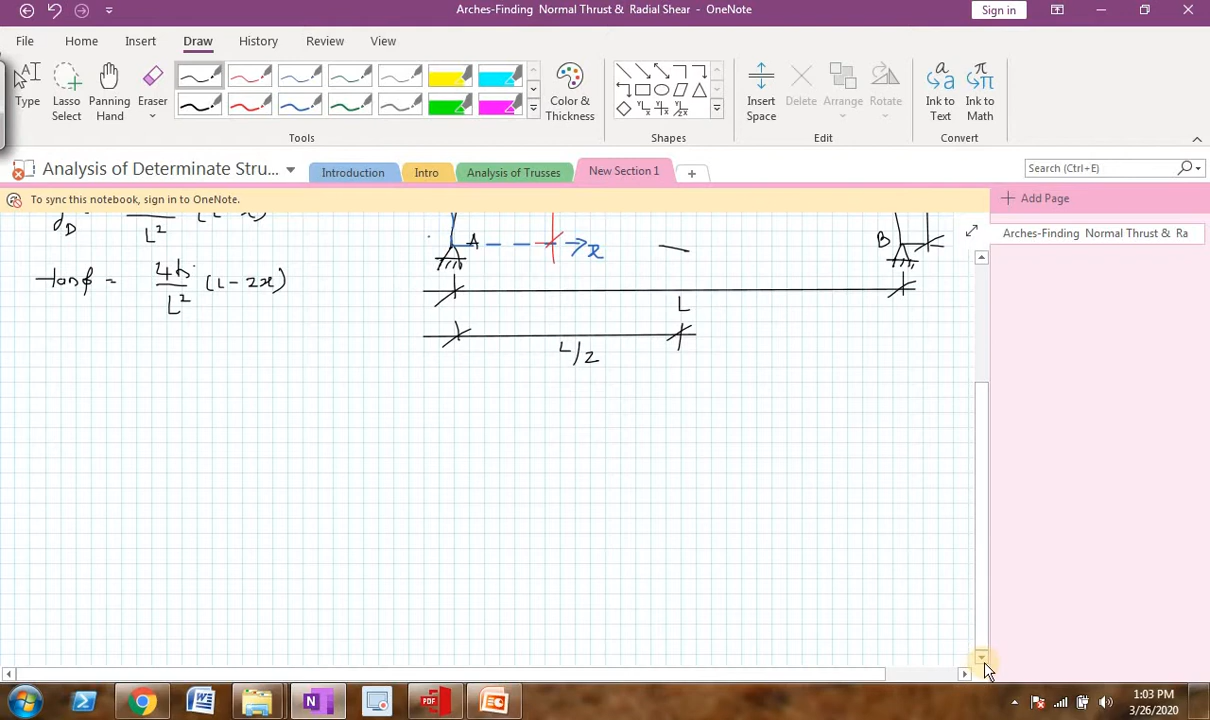 Arches-Finding Normal Thrust & Radial Shear - OneNote
Sign in
File Home Insert Draw History Review View
Type
Lasso Select
Panning Hand
Eraser
Color & Thickness
Insert Space
Delete
Arrange
Rotate
Ink to Text
Ink to Math
Tools
Shapes
Edit
Convert
Analysis of Determinate Stru...
Introduction
Intro
Analysis of Trusses
New Section 1
Search (Ctrl+E)
To sync this notebook, sign in to OneNote.
Add Page
Arches-Finding Normal Thrust & Ra
L²
A
x
B
tanϕ = 4h/L² (L - 2x)
L
L/2
1:03 PM
3/26/2020